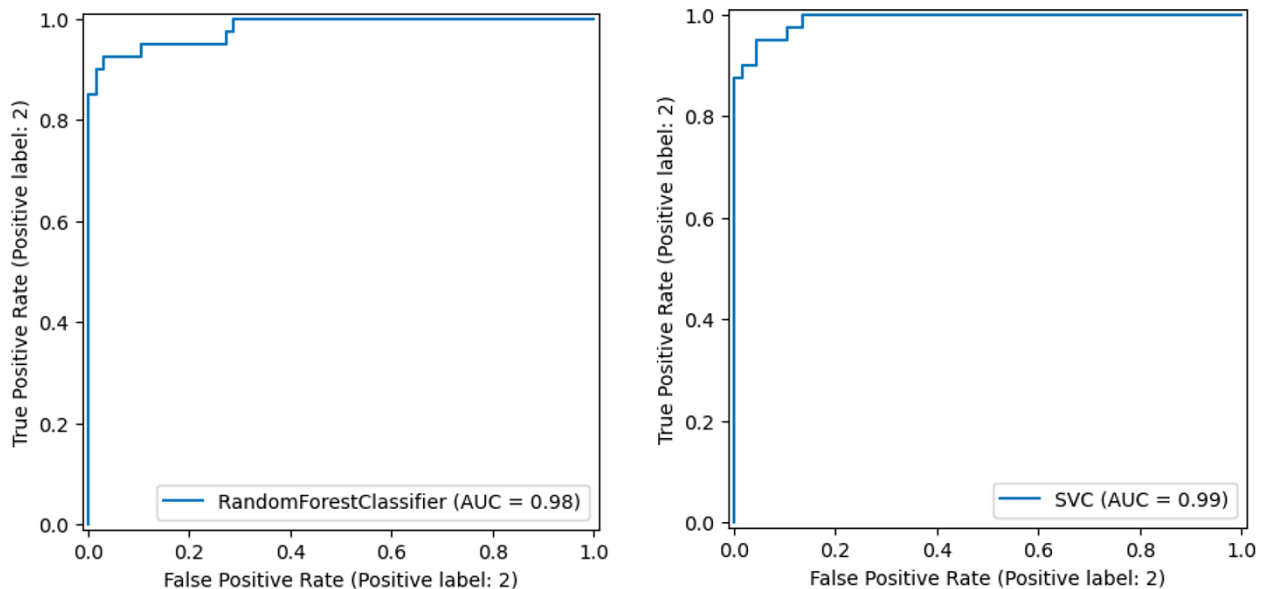 1.0
0.8
0.6
0.4
0.2
0.0
True Positive Rate (Positive label: 2)
RandomForestClassifier (AUC = 0.98)
0.0 0.2 0.4 0.6 0.8 1.0
False Positive Rate (Positive label: 2)
1.0
0.8
0.6
0.4
0.2
0.0
True Positive Rate (Positive label: 2)
SVC (AUC = 0.99)
0.0 0.2 0.4 0.6 0.8 1.0
False Positive Rate (Positive label: 2)